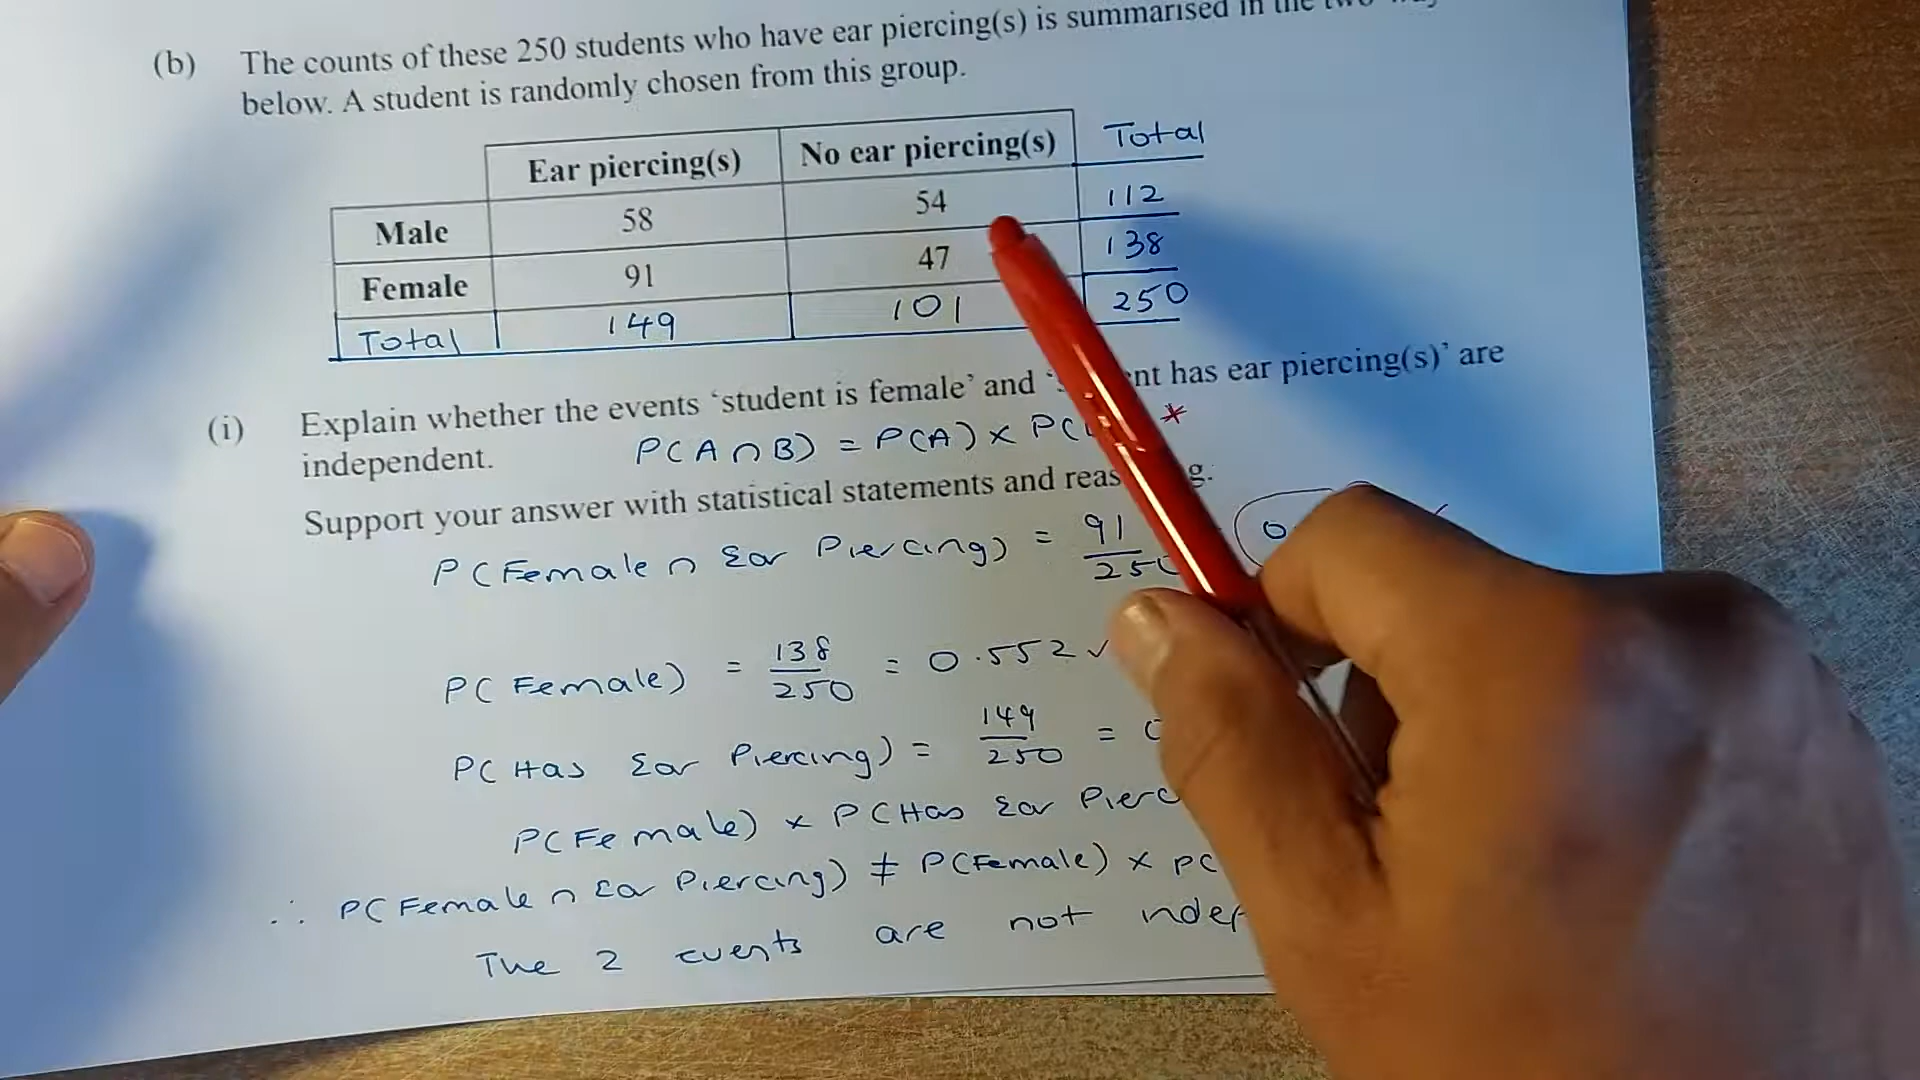 (b) The counts of these 250 students who have ear piercing(s) is summarised in the
below. A student is randomly chosen from this group.
Ear piercing(s) No ear piercing(s) Total
Male 58 54 112
Female 91 47 138
Total 149 101 250
(i) Explain whether the events ‘student is female’ and has ear piercing(s)’ are
independent. P(A∩B) = P(A) × P( *
Support your answer with statistical statements and
P(Female ∩ Ear Piercing) = 91/250
P(Female) = 138/250 = 0.552 ✓
P(Has Ear Piercing) = 149/250 =
P(Female) × P(Has Ear
∴ P(Female ∩ Ear Piercing) ≠ P(Female) × P(
The 2 events are not